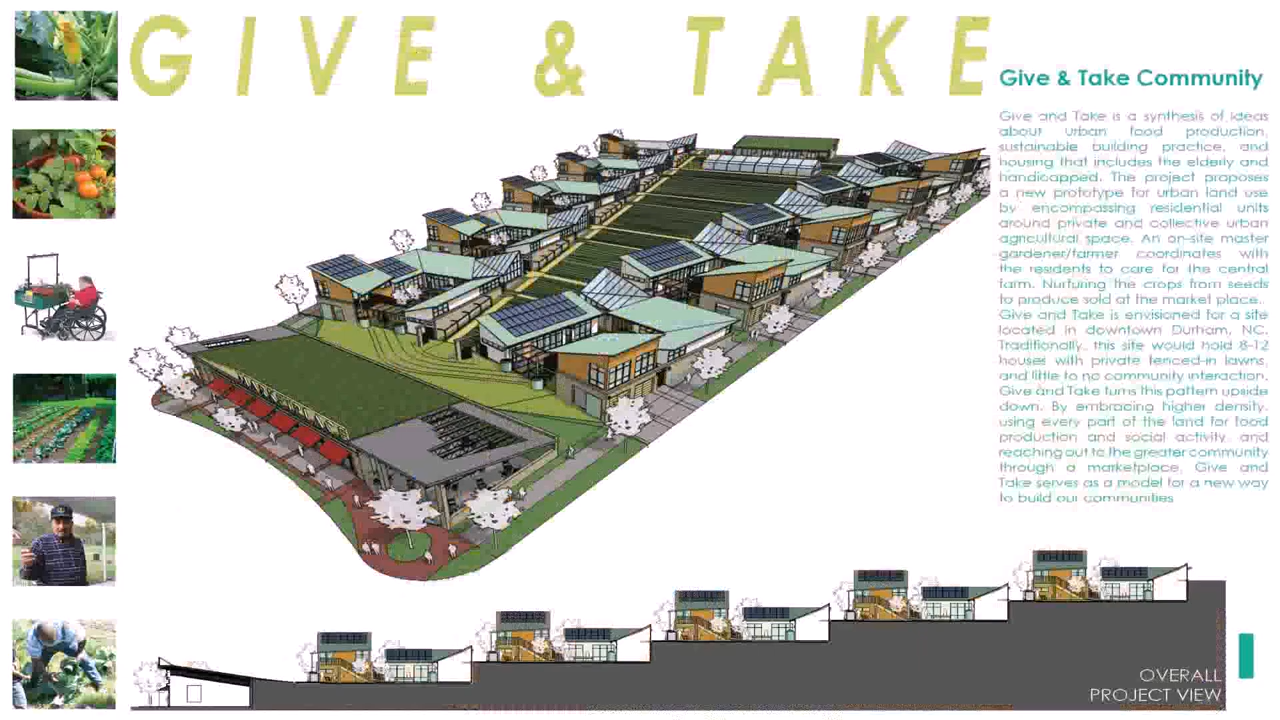 GIVE & TAKE
Give & Take Community
Give and Take is a synthesis of ideas
about urban food production,
sustainable building practice, and
housing that includes the elderly and
handicapped. The project proposes
a new prototype for urban land use
by encompassing residential units
around private and collective urban
agricultural space. An on-site master
gardener/farmer coordinates with
the residents to care for the central
farm. Nurturing the crops from seeds
to produce sold at the market place.
Give and Take is envisioned for a site
located in downtown Durham, NC.
Traditionally, this site would hold 8-12
houses with private fenced-in lawns,
and little to no community interaction.
Give and Take turns this pattern upside
down. By embracing higher density,
using every part of the land for food
production and social activity, and
reaching out to the greater community
through a marketplace, Give and
Take serves as a model for a new way
to build our communities
OVERALL
PROJECT VIEW